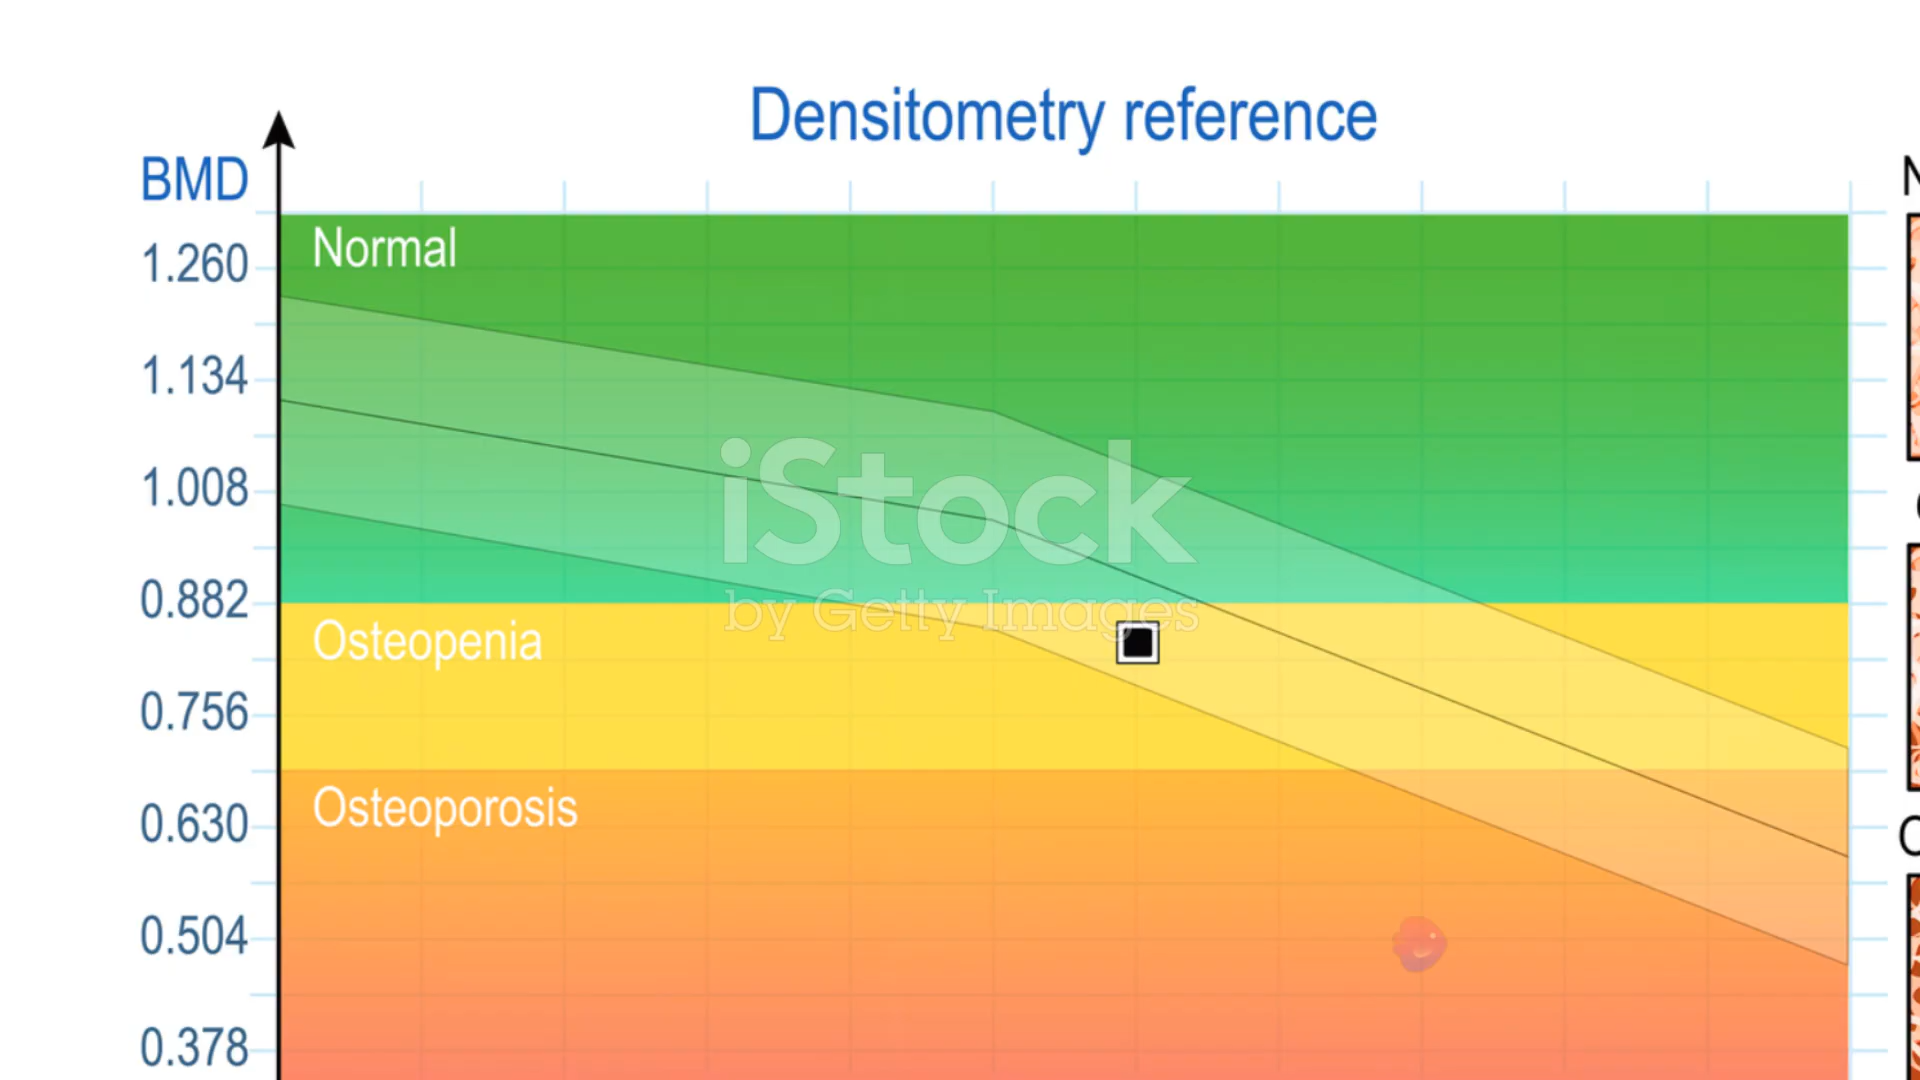 Densitometry reference
BMD
1.260
1.134
1.008
0.882
0.756
0.630
0.504
0.378
Normal
Osteopenia
Osteoporosis
iStock
by Getty Images